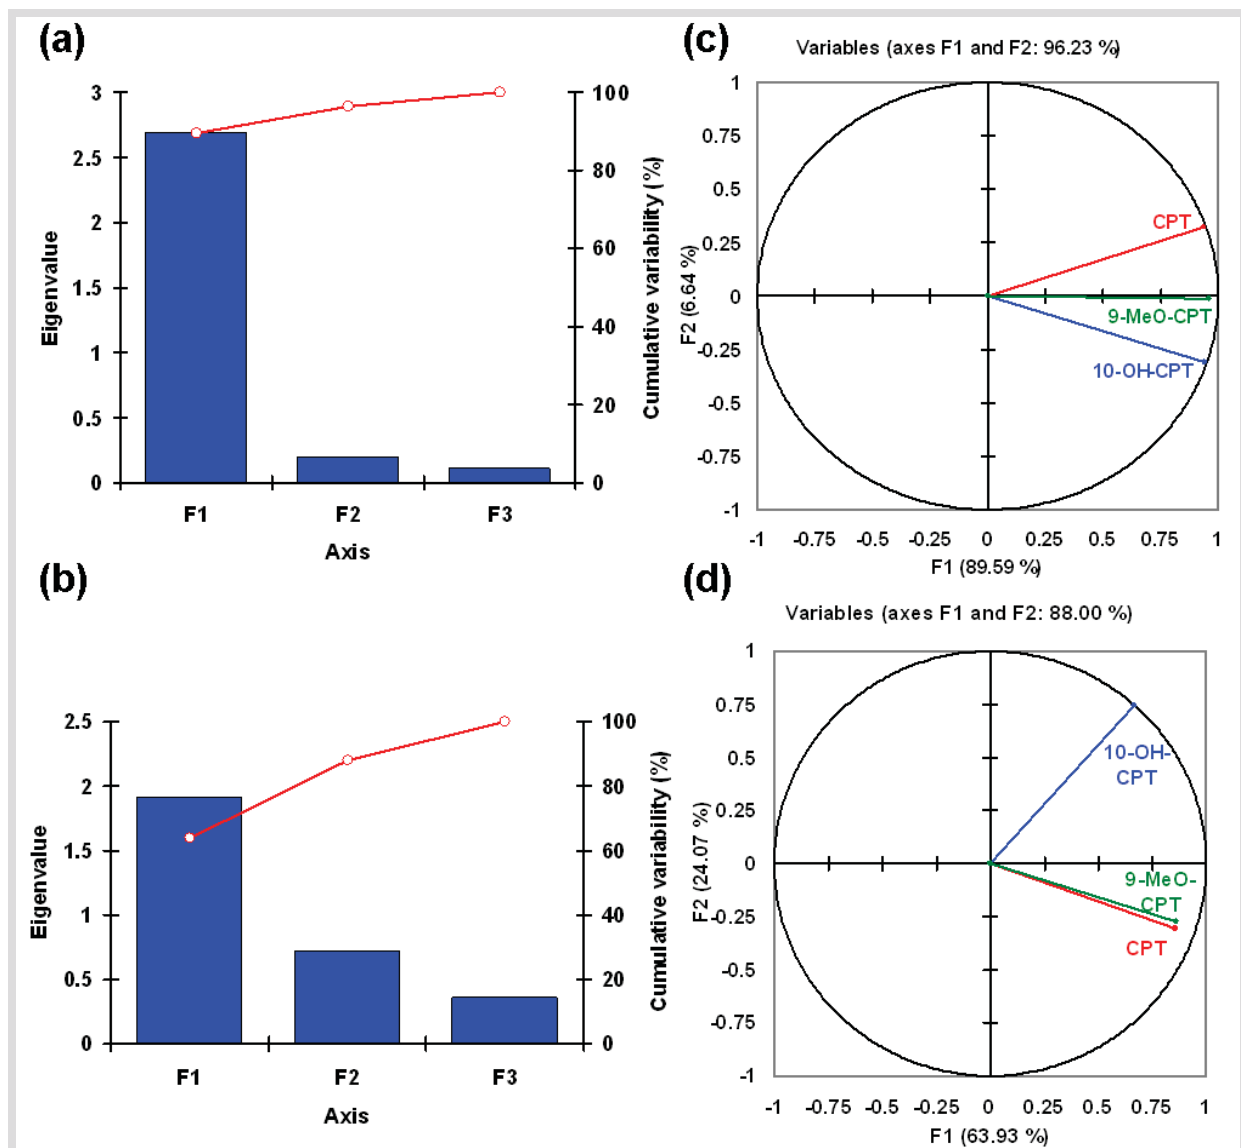 (a)
3
2.5
2
1.5
1
0.5
0
Eigenvalue
100
80
60
40
20
0
Cumulative variability (%)
F1 F2 F3
Axis
(c)
Variables (axes F1 and F2: 96.23 %)
1
0.75
0.5
0.25
0
-0.25
-0.5
-0.75
-1
F2 (6.64 %)
CPT
9-MeO-CPT
10-OH-CPT
-1 -0.75 -0.5 -0.25 0 0.25 0.5 0.75 1
F1 (89.59 %)
(b)
2.5
2
1.5
1
0.5
0
Eigenvalue
100
80
60
40
20
0
Cumulative variability (%)
F1 F2 F3
Axis
(d)
Variables (axes F1 and F2: 88.00 %)
1
0.75
0.5
0.25
0
-0.25
-0.5
-0.75
-1
F2 (24.07 %)
10-OH-
CPT
9-MeO-
CPT
CPT
-1 -0.75 -0.5 -0.25 0 0.25 0.5 0.75 1
F1 (63.93 %)